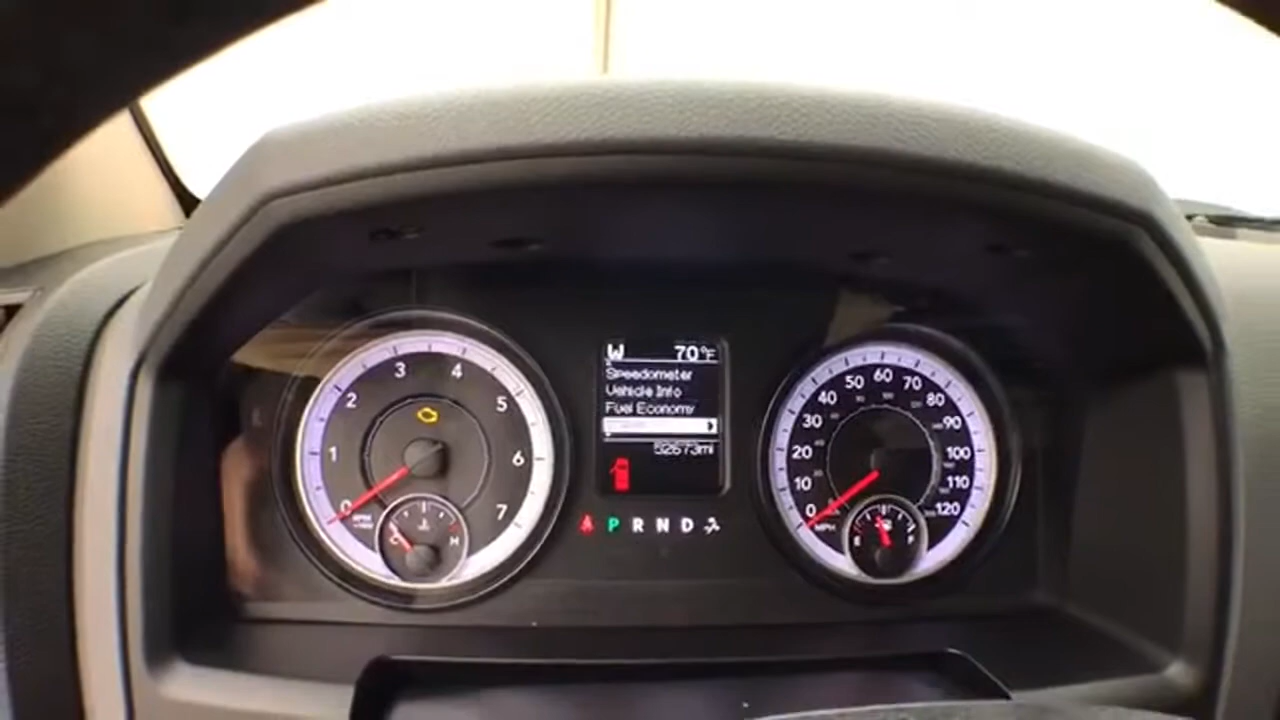 W 70°F
Speedometer
Vehicle Info
Fuel Economy
52673mi
P R N D
0 1 2 3 4 5 6 7
C H
0 10 20 30 40 50 60 70 80 90 100 110 120
MPH
E F